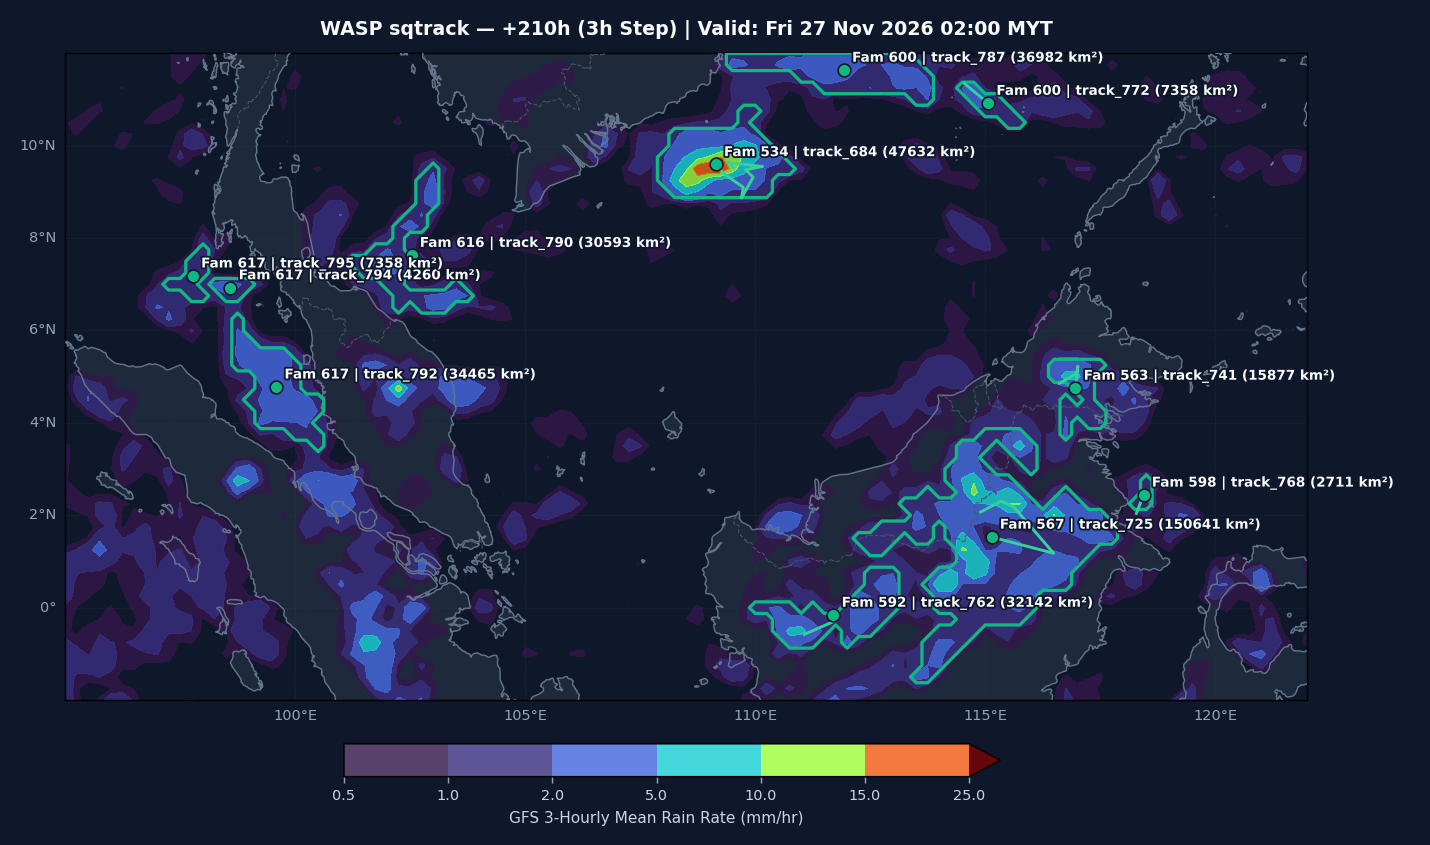 WASP sqtrack — +210h (3h Step) | Valid: Fri 27 Nov 2026 02:00 MYT
Fam 600 | track_787 (36982 km²)
Fam 600 | track_772 (7358 km²)
10°N
Fam 534 | track_684 (47632 km²)
8°N
Fam 616 | track_790 (30593 km²)
Fam 617 | track_795 (7358 km²)
Fam 617 | track_794 (4260 km²)
6°N
Fam 617 | track_792 (34465 km²)
Fam 563 | track_741 (15877 km²)
4°N
Fam 598 | track_768 (2711 km²)
2°N
Fam 567 | track_725 (150641 km²)
0°
Fam 592 | track_762 (32142 km²)
100°E 105°E 110°E 115°E 120°E
0.5 1.0 2.0 5.0 10.0 15.0 25.0
GFS 3-Hourly Mean Rain Rate (mm/hr)